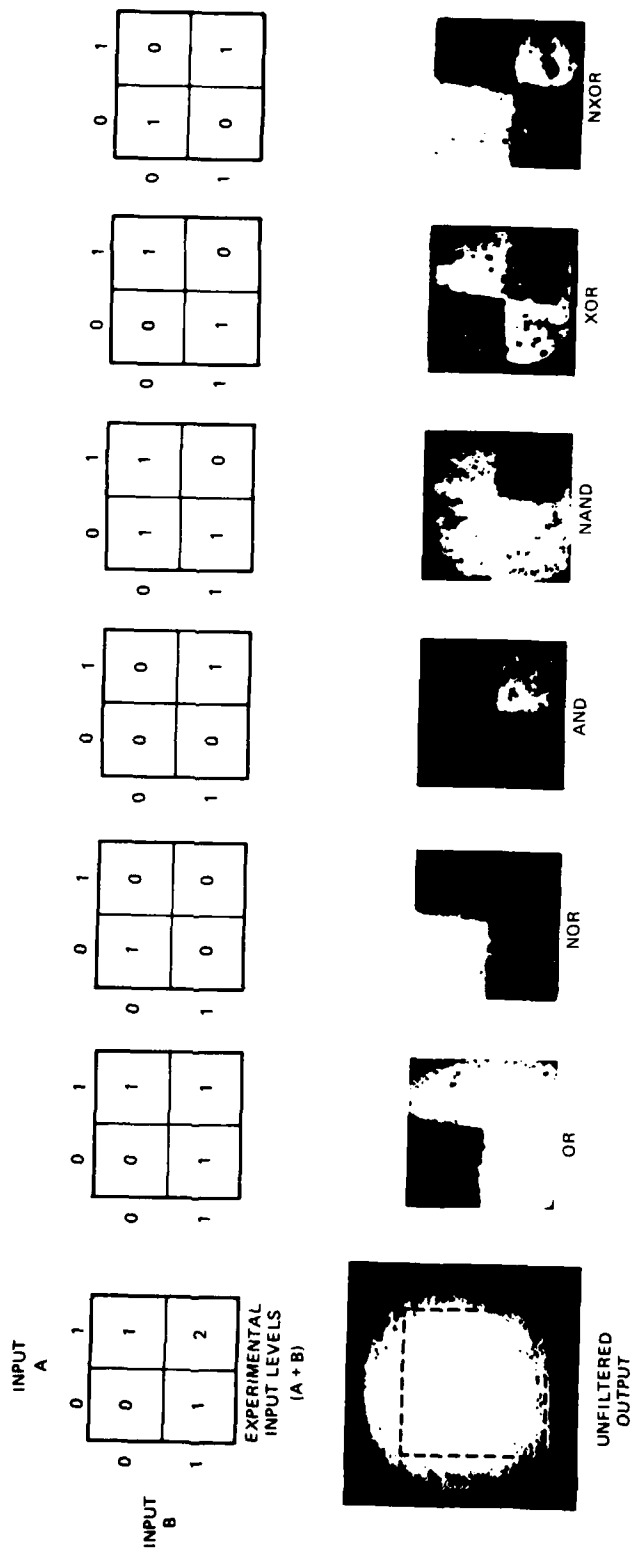 INPUT
A
0 1 0 1 0 1 0 1 0 1 0 1 0 1
0 0 1 0 0 1 0 1 0 0 0 0 0 1 1 0 0 1 0 1 0
INPUT
B
1 1 2 1 1 1 1 0 0 1 0 1 1 1 0 1 1 0 1 0 1
EXPERIMENTAL
INPUT LEVELS
(A + B)
OR NOR AND NAND XOR NXOR
UNFILTERED
OUTPUT